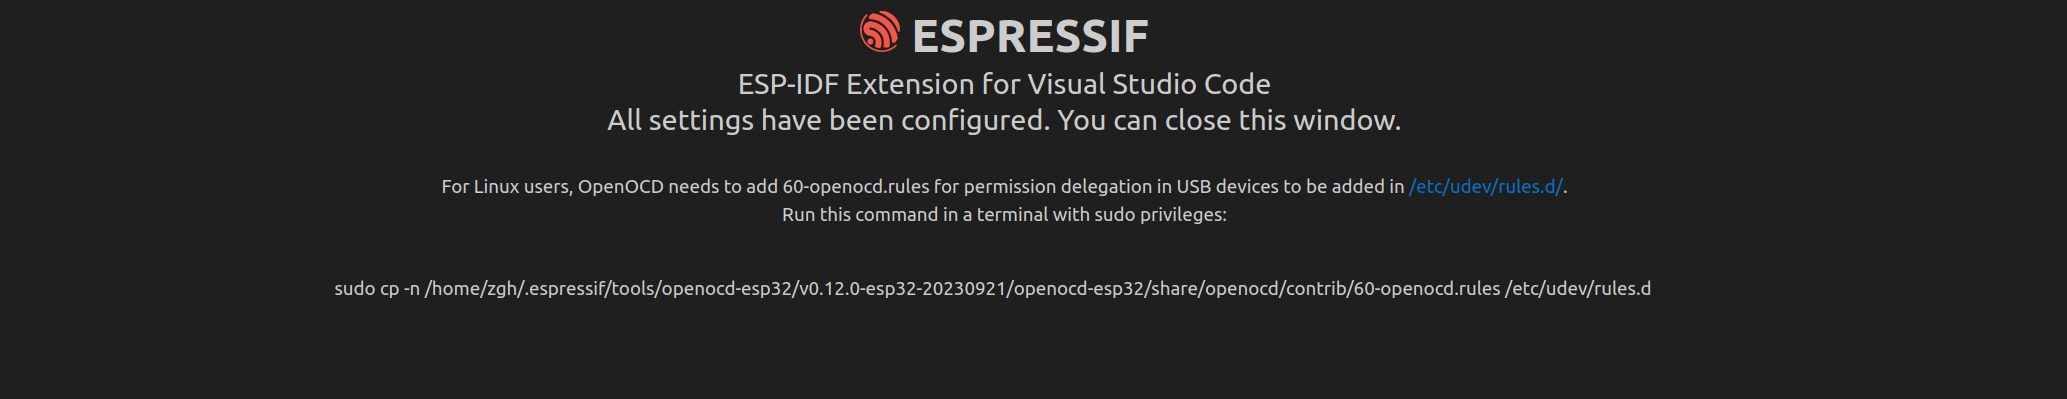 ESPRESSIF
ESP-IDF Extension for Visual Studio Code
All settings have been configured. You can close this window.
For Linux users, OpenOCD needs to add 60-openocd.rules for permission delegation in USB devices to be added in /etc/udev/rules.d/.
Run this command in a terminal with sudo privileges:
sudo cp -n /home/zgh/.espressif/tools/openocd-esp32/v0.12.0-esp32-20230921/openocd-esp32/share/openocd/contrib/60-openocd.rules /etc/udev/rules.d